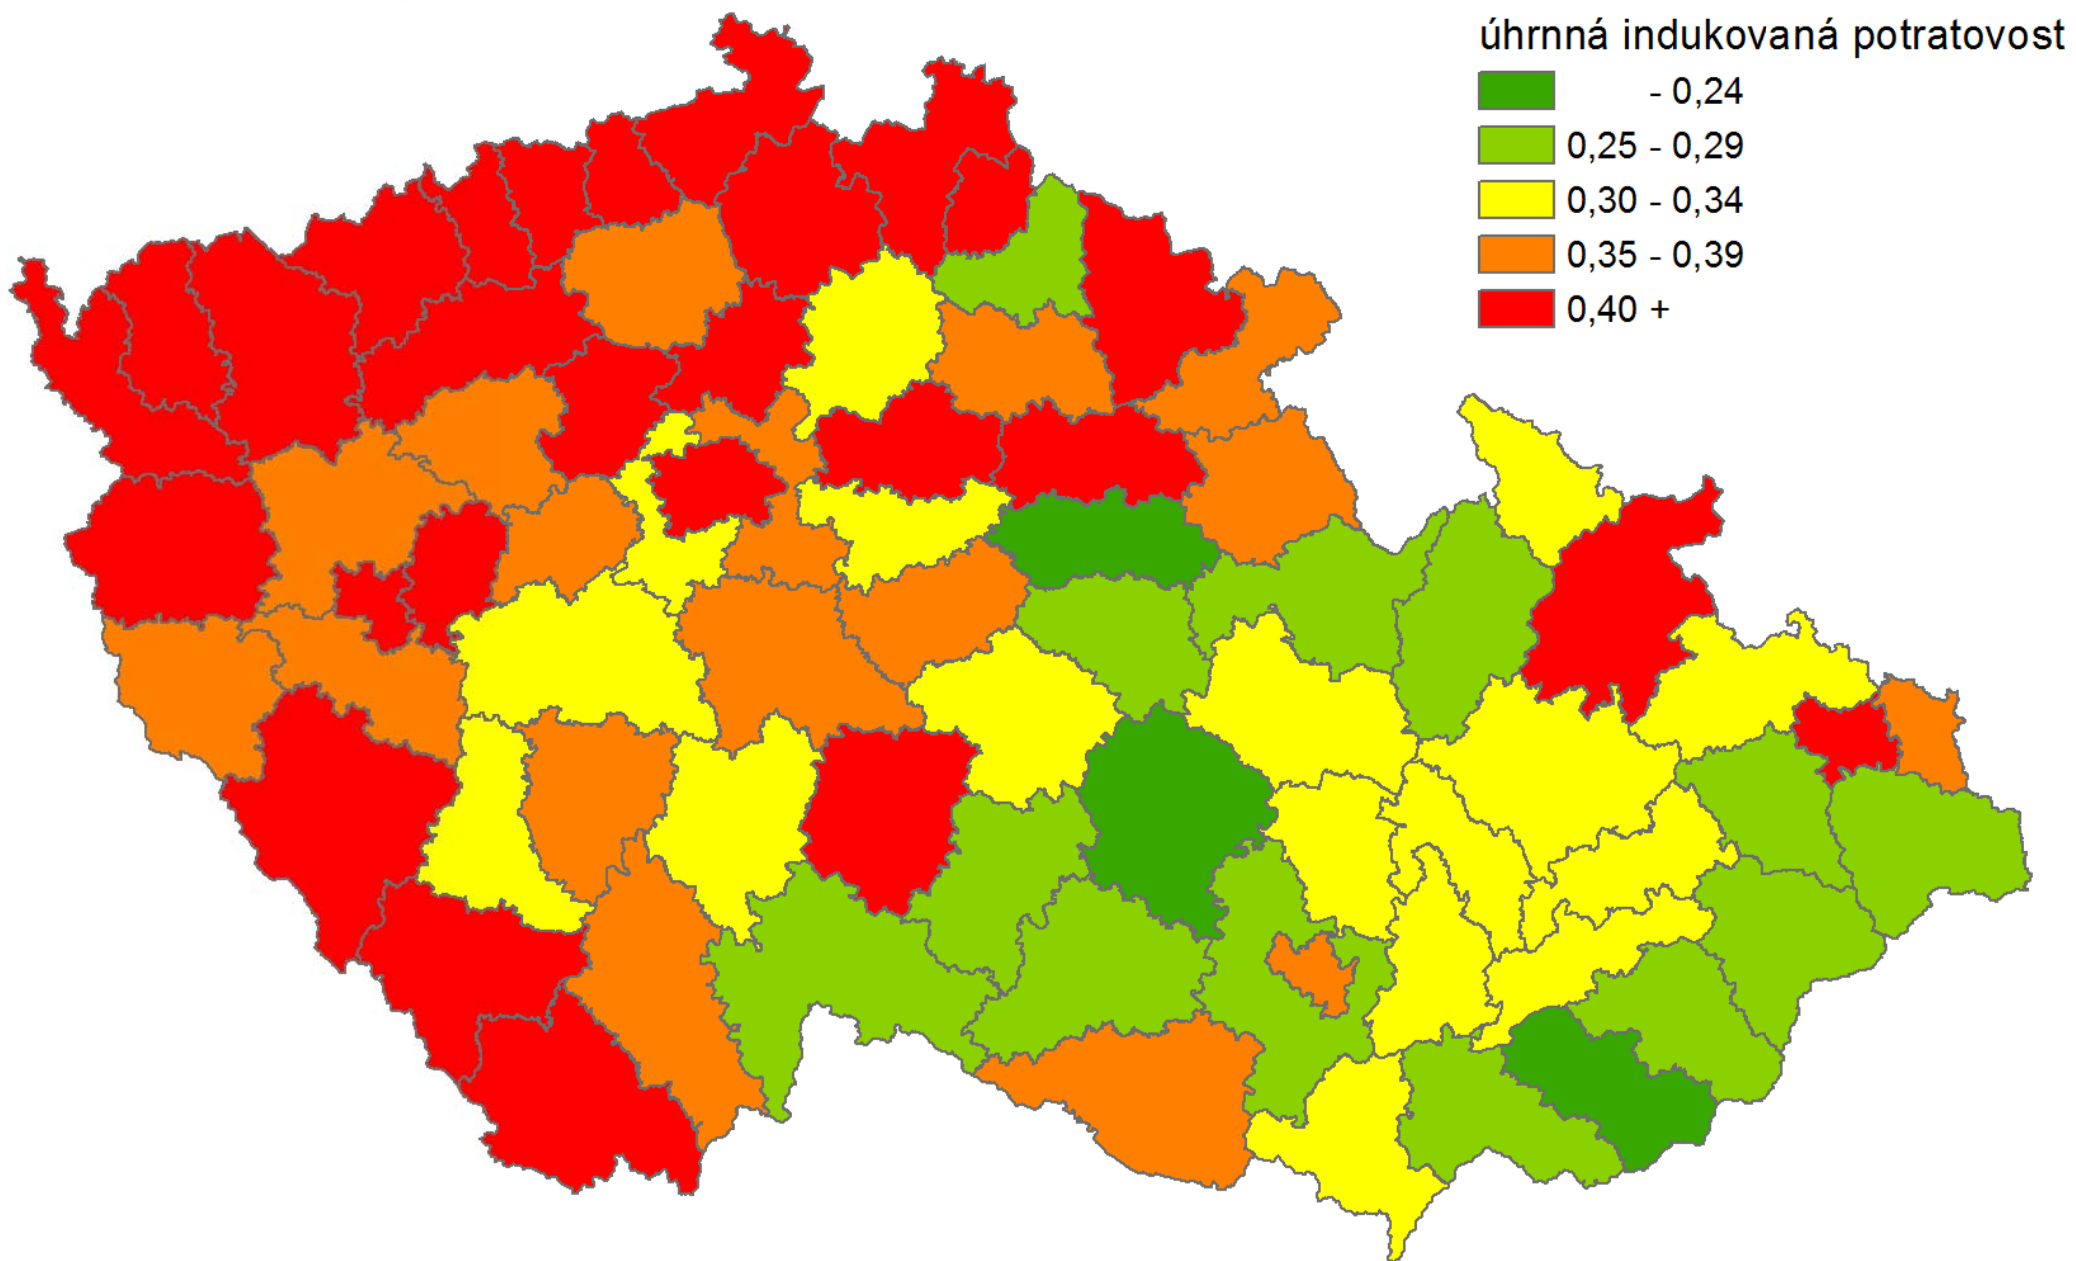 úhrnná indukovaná potratovost
- 0,24
0,25 - 0,29
0,30 - 0,34
0,35 - 0,39
0,40 +